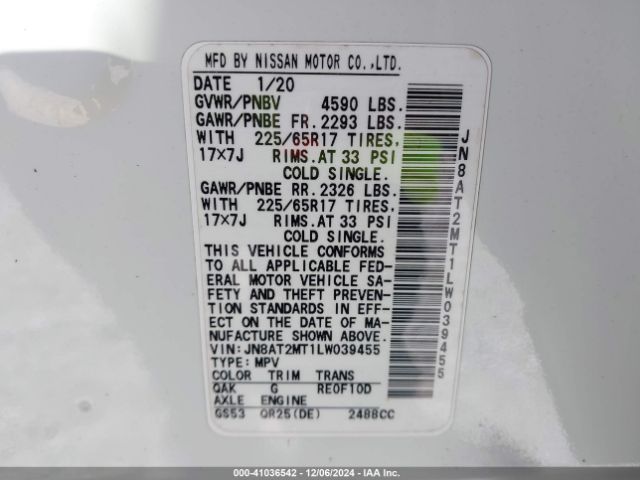 MFD BY NISSAN MOTOR CO.,LTD.
DATE 1/20
GVWR/PNBV 4590 LBS.
GAWR/PNBE FR. 2293 LBS.
WITH 225/65R17 TIRES,
17×7J RIMS.AT 33 PSI
COLD SINGLE.
GAWR/PNBE RR. 2326 LBS.
WITH 225/65R17 TIRES,
17×7J RIMS.AT 33 PSI
COLD SINGLE.
THIS VEHICLE CONFORMS
TO ALL APPLICABLE FED-
ERAL MOTOR VEHICLE SA-
FETY AND THEFT PREVEN-
TION STANDARDS IN EFF-
ECT ON THE DATE OF MA-
NUFACTURE SHOWN ABOVE.
VIN:JN8AT2MT1LW039455
TYPE:MPV
COLOR TRIM TRANS
QAK G RE0F10D
AXLE ENGINE
GS53 QR25(DE) 2488CC
JN8AT2MT1LW039455
000-41036542 - 12/06/2024 - IAA Inc.